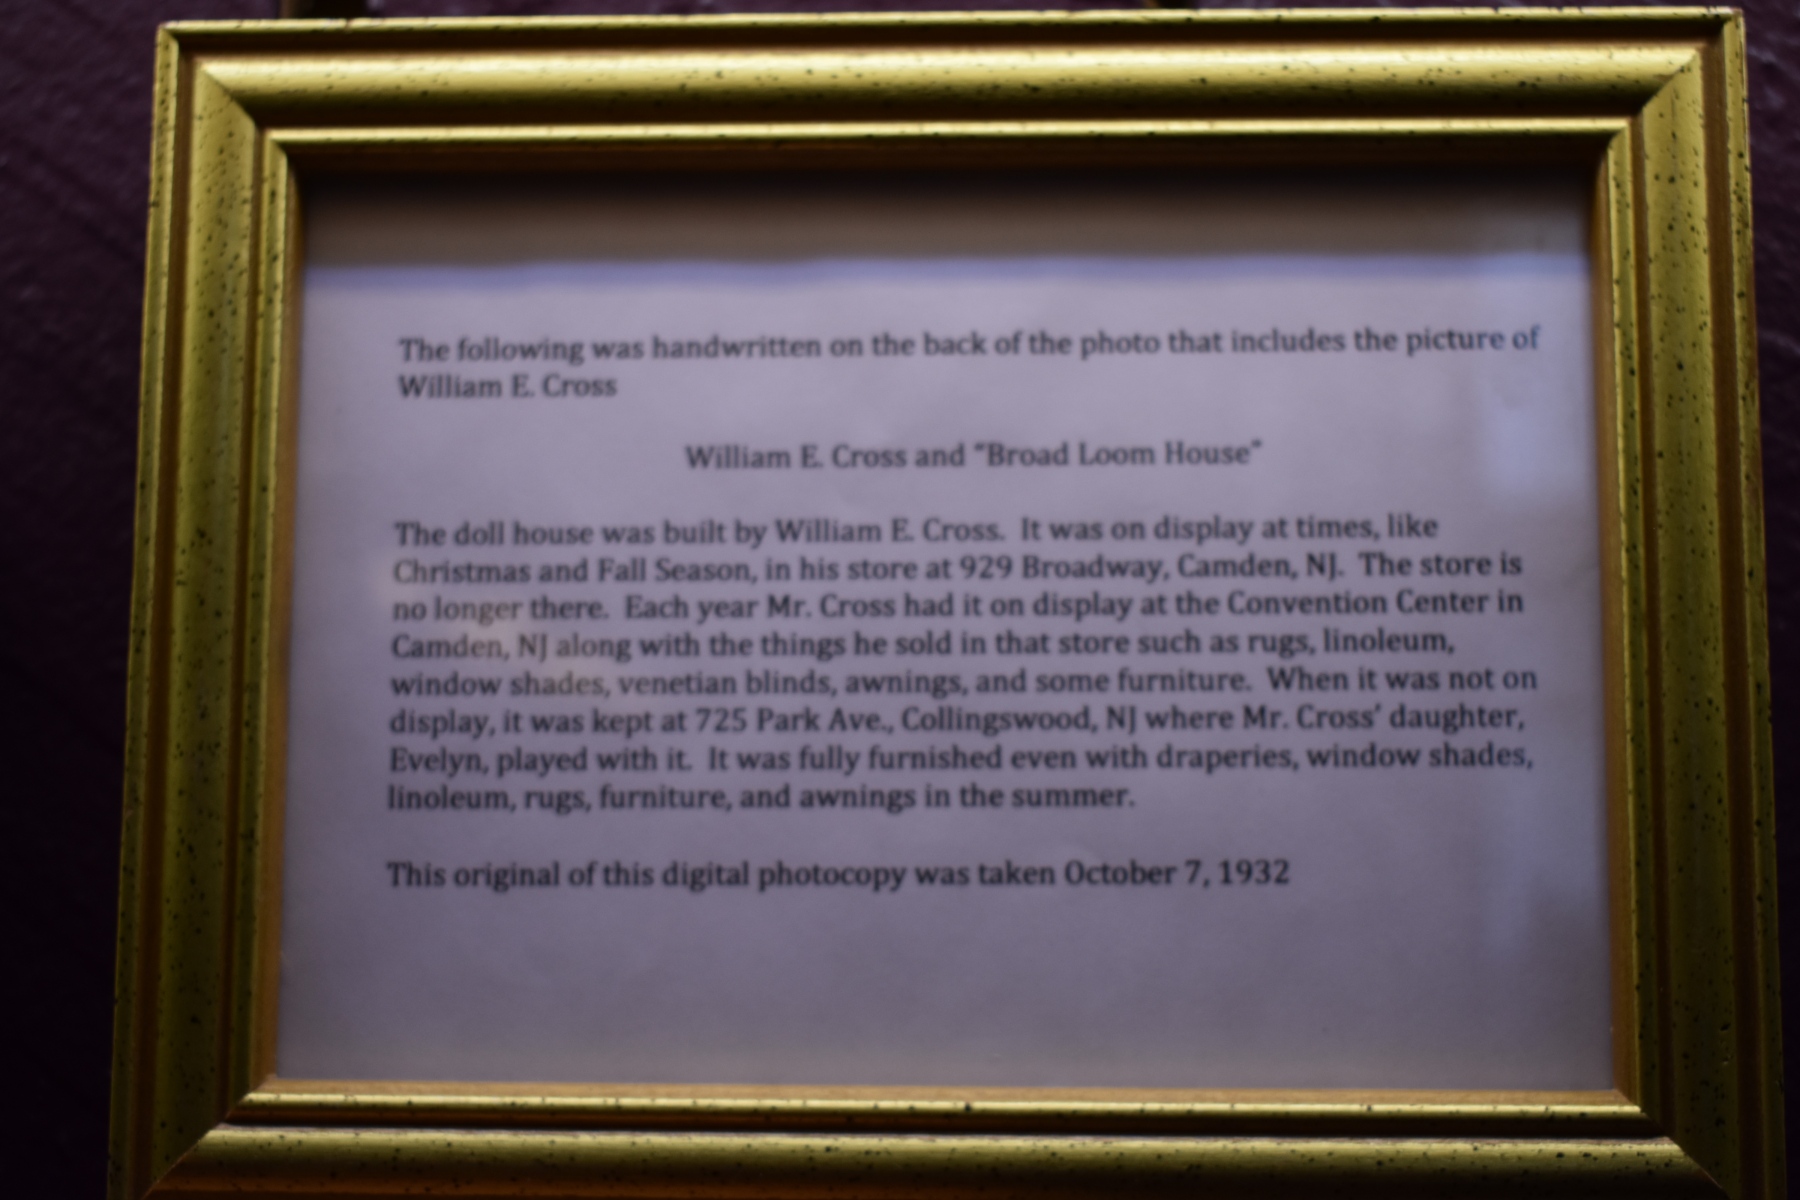 The following was handwritten on the back of the photo that includes the picture of
William E. Cross
William E. Cross and "Broad Loom House"
The doll house was built by William E. Cross.  It was on display at times, like
Christmas and Fall Season, in his store at 929 Broadway, Camden, NJ.  The store is
no longer there.  Each year Mr. Cross had it on display at the Convention Center in
Camden, NJ along with the things he sold in that store such as rugs, linoleum,
window shades, venetian blinds, awnings, and some furniture.  When it was not on
display, it was kept at 725 Park Ave., Collingswood, NJ where Mr. Cross’ daughter,
Evelyn, played with it.  It was fully furnished even with draperies, window shades,
linoleum, rugs, furniture, and awnings in the summer.
This original of this digital photocopy was taken October 7, 1932